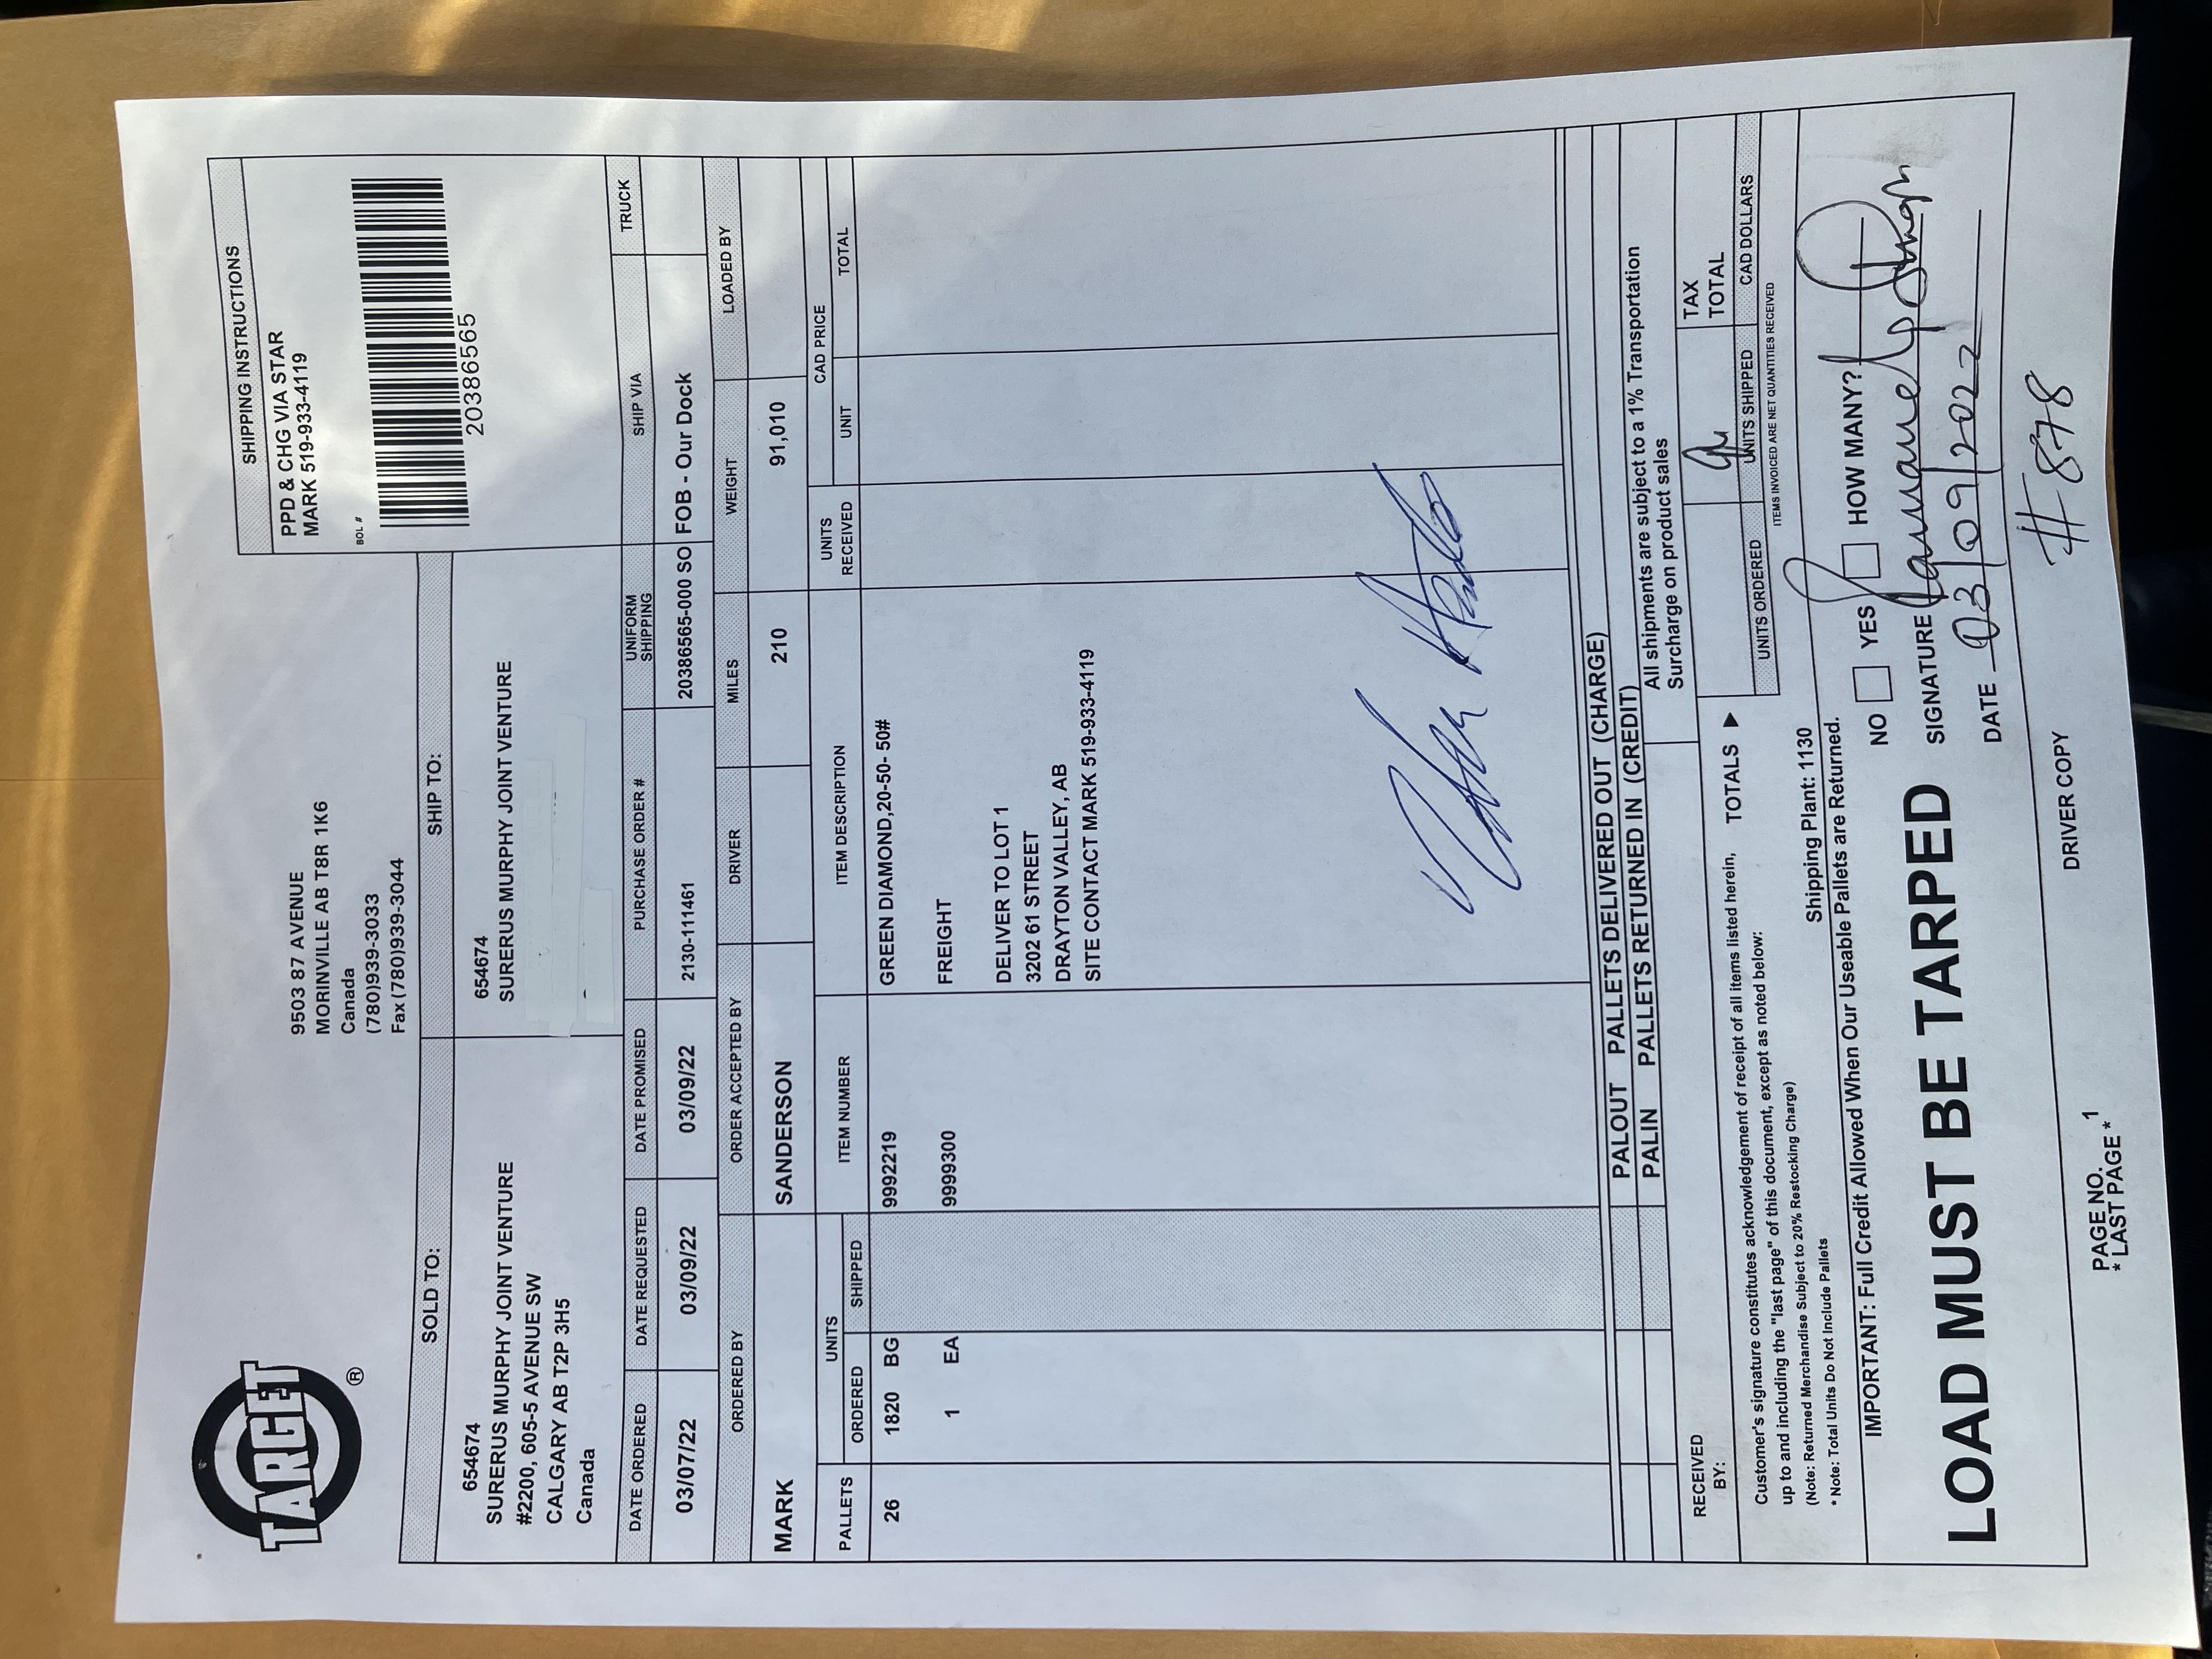 TARGET
®
9503 87 AVENUE
MORINVILLE AB T8R 1K6
Canada
(780)939-3033
Fax (780)939-3044
SHIPPING INSTRUCTIONS
PPD & CHG VIA STAR
MARK 519-933-4119
BOL #
20386565
SOLD TO:
654674
SURERUS MURPHY JOINT VENTURE
#2200, 605-5 AVENUE SW
CALGARY AB T2P 3H5
Canada
SHIP TO:
654674
SURERUS MURPHY JOINT VENTURE
DATE ORDERED DATE REQUESTED DATE PROMISED PURCHASE ORDER # UNIFORM SHIPPING SHIP VIA TRUCK
03/07/22 03/09/22 03/09/22 2130-111461 20386565-000 SO FOB - Our Dock
ORDERED BY ORDER ACCEPTED BY DRIVER MILES WEIGHT LOADED BY
MARK SANDERSON 210 91,010
PALLETS UNITS ITEM NUMBER ITEM DESCRIPTION UNITS RECEIVED CAD PRICE
ORDERED SHIPPED UNIT TOTAL
26 1820 BG 9992219 GREEN DIAMOND,20-50- 50#
1 EA 9999300 FREIGHT
DELIVER TO LOT 1
3202 61 STREET
DRAYTON VALLEY, AB
SITE CONTACT MARK 519-933-4119
PALOUT PALLETS DELIVERED OUT (CHARGE)
PALIN PALLETS RETURNED IN (CREDIT)
All shipments are subject to a 1% Transportation
Surcharge on product sales
RECEIVED
BY:
Customer's signature constitutes acknowledgement of receipt of all items listed herein,
up to and including the "last page" of this document, except as noted below:
(Note: Returned Merchandise Subject to 20% Restocking Charge)
* Note: Total Units Do Not Include Pallets
TOTALS
TAX
TOTAL
UNITS ORDERED UNITS SHIPPED CAD DOLLARS
ITEMS INVOICED ARE NET QUANTITIES RECEIVED
Shipping Plant: 1130
IMPORTANT: Full Credit Allowed When Our Useable Pallets are Returned.
NO YES HOW MANY?
LOAD MUST BE TARPED
SIGNATURE
DATE 03/09/2022
DRIVER COPY
#878
PAGE NO. 1
* LAST PAGE *